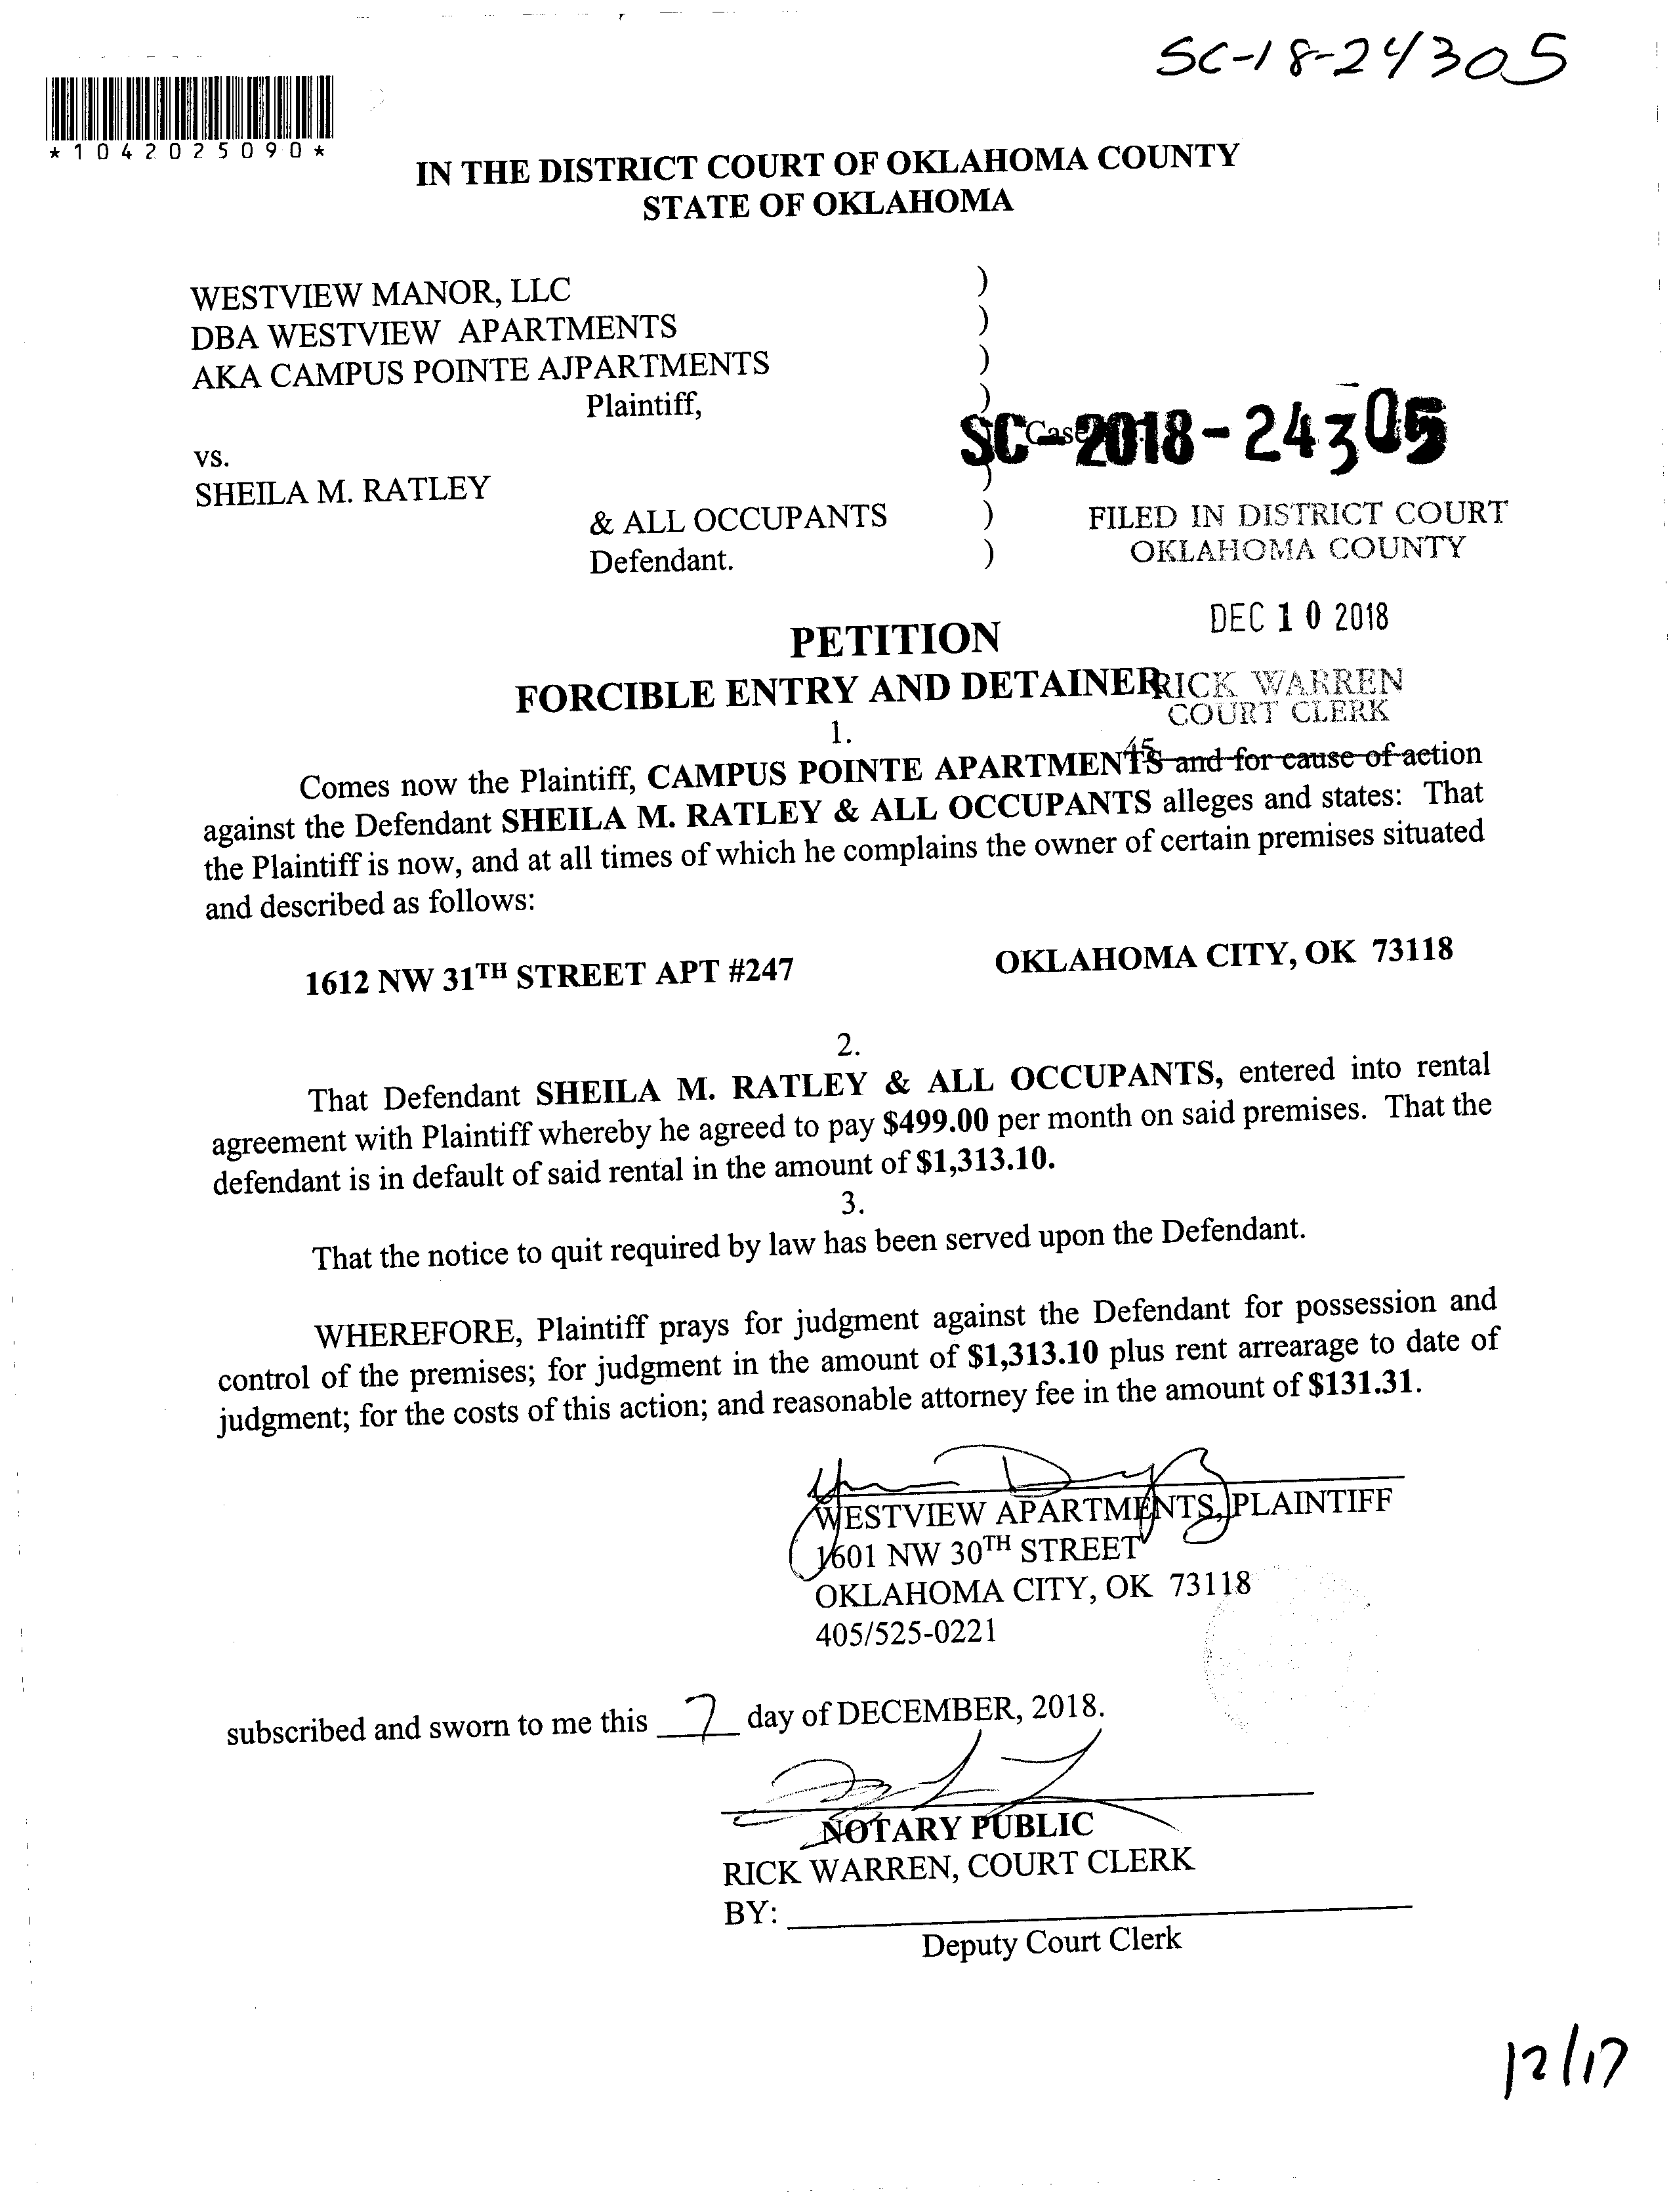 SC-18-24305
*1042025090*
IN THE DISTRICT COURT OF OKLAHOMA COUNTY
STATE OF OKLAHOMA
WESTVIEW MANOR, LLC )
DBA WESTVIEW APARTMENTS )
AKA CAMPUS POINTE AJPARTMENTS )
Plaintiff, )
SC-2018-24305
Case
vs.
SHEILA M. RATLEY )
& ALL OCCUPANTS ) FILED IN DISTRICT COURT
Defendant. ) OKLAHOMA COUNTY
DEC 10 2018
PETITION
FORCIBLE ENTRY AND DETAINER RICK WARREN
COURT CLERK
1.
45
Comes now the Plaintiff, CAMPUS POINTE APARTMENTS and for cause of action
against the Defendant SHEILA M. RATLEY & ALL OCCUPANTS alleges and states: That
the Plaintiff is now, and at all times of which he complains the owner of certain premises situated
and described as follows:
1612 NW 31TH STREET APT #247 OKLAHOMA CITY, OK 73118
2.
That Defendant SHEILA M. RATLEY & ALL OCCUPANTS, entered into rental
agreement with Plaintiff whereby he agreed to pay $499.00 per month on said premises. That the
defendant is in default of said rental in the amount of $1,313.10.
3.
That the notice to quit required by law has been served upon the Defendant.
WHEREFORE, Plaintiff prays for judgment against the Defendant for possession and
control of the premises; for judgment in the amount of $1,313.10 plus rent arrearage to date of
judgment; for the costs of this action; and reasonable attorney fee in the amount of $131.31.
WESTVIEW APARTMENTS, PLAINTIFF
1601 NW 30TH STREET
OKLAHOMA CITY, OK 73118
405/525-0221
subscribed and sworn to me this 7 day of DECEMBER, 2018.
NOTARY PUBLIC
RICK WARREN, COURT CLERK
BY:
Deputy Court Clerk
12/17